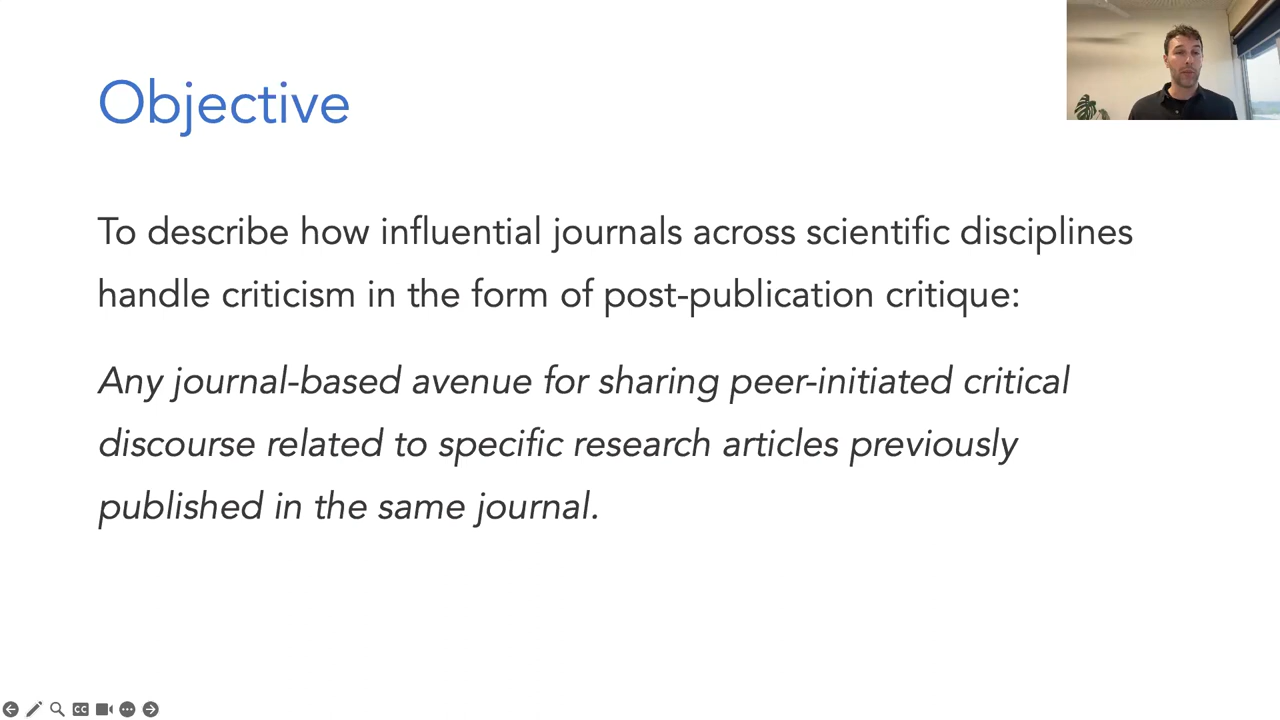 Objective
To describe how influential journals across scientific disciplines
handle criticism in the form of post-publication critique:
Any journal-based avenue for sharing peer-initiated critical
discourse related to specific research articles previously
published in the same journal.
CC